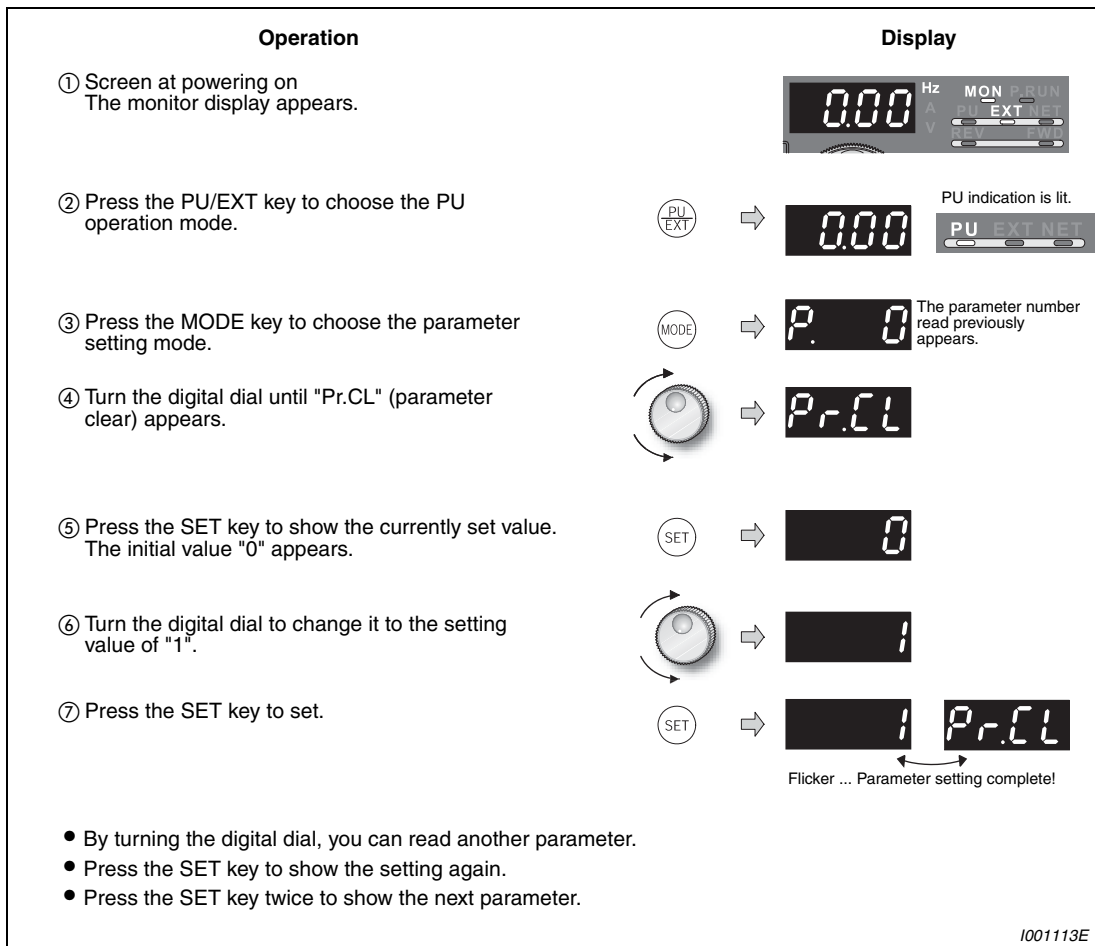 Operation
Display
① Screen at powering on
The monitor display appears.
0.00
Hz
A
V
MON P.RUN
PU EXT NET
REV FWD
② Press the PU/EXT key to choose the PU
operation mode.
PU
EXT
0.00
PU indication is lit.
PU EXT NET
③ Press the MODE key to choose the parameter
setting mode.
MODE
P. 0
The parameter number
read previously
appears.
④ Turn the digital dial until "Pr.CL" (parameter
clear) appears.
Pr.CL
⑤ Press the SET key to show the currently set value.
The initial value "0" appears.
SET
0
⑥ Turn the digital dial to change it to the setting
value of "1".
1
⑦ Press the SET key to set.
SET
1
Pr.CL
Flicker ... Parameter setting complete!
• By turning the digital dial, you can read another parameter.
• Press the SET key to show the setting again.
• Press the SET key twice to show the next parameter.
I001113E